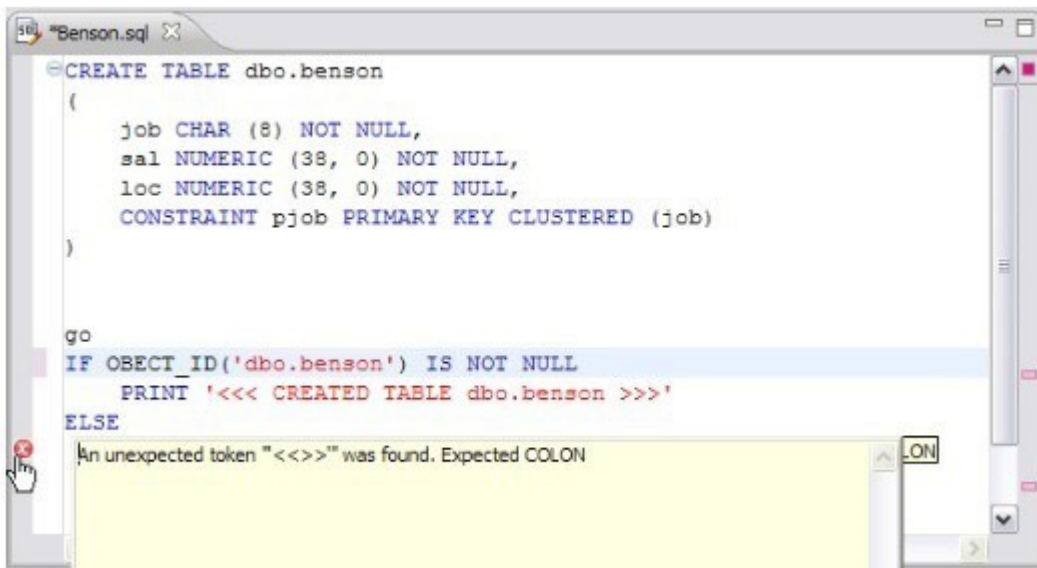 *Benson.sql
CREATE TABLE dbo.benson
(
job CHAR (8) NOT NULL,
sal NUMERIC (38, 0) NOT NULL,
loc NUMERIC (38, 0) NOT NULL,
CONSTRAINT pjob PRIMARY KEY CLUSTERED (job)
)
go
IF OBECT_ID('dbo.benson') IS NOT NULL
PRINT '<<< CREATED TABLE dbo.benson >>>'
ELSE
An unexpected token "'<<>>'" was found. Expected COLON
LON